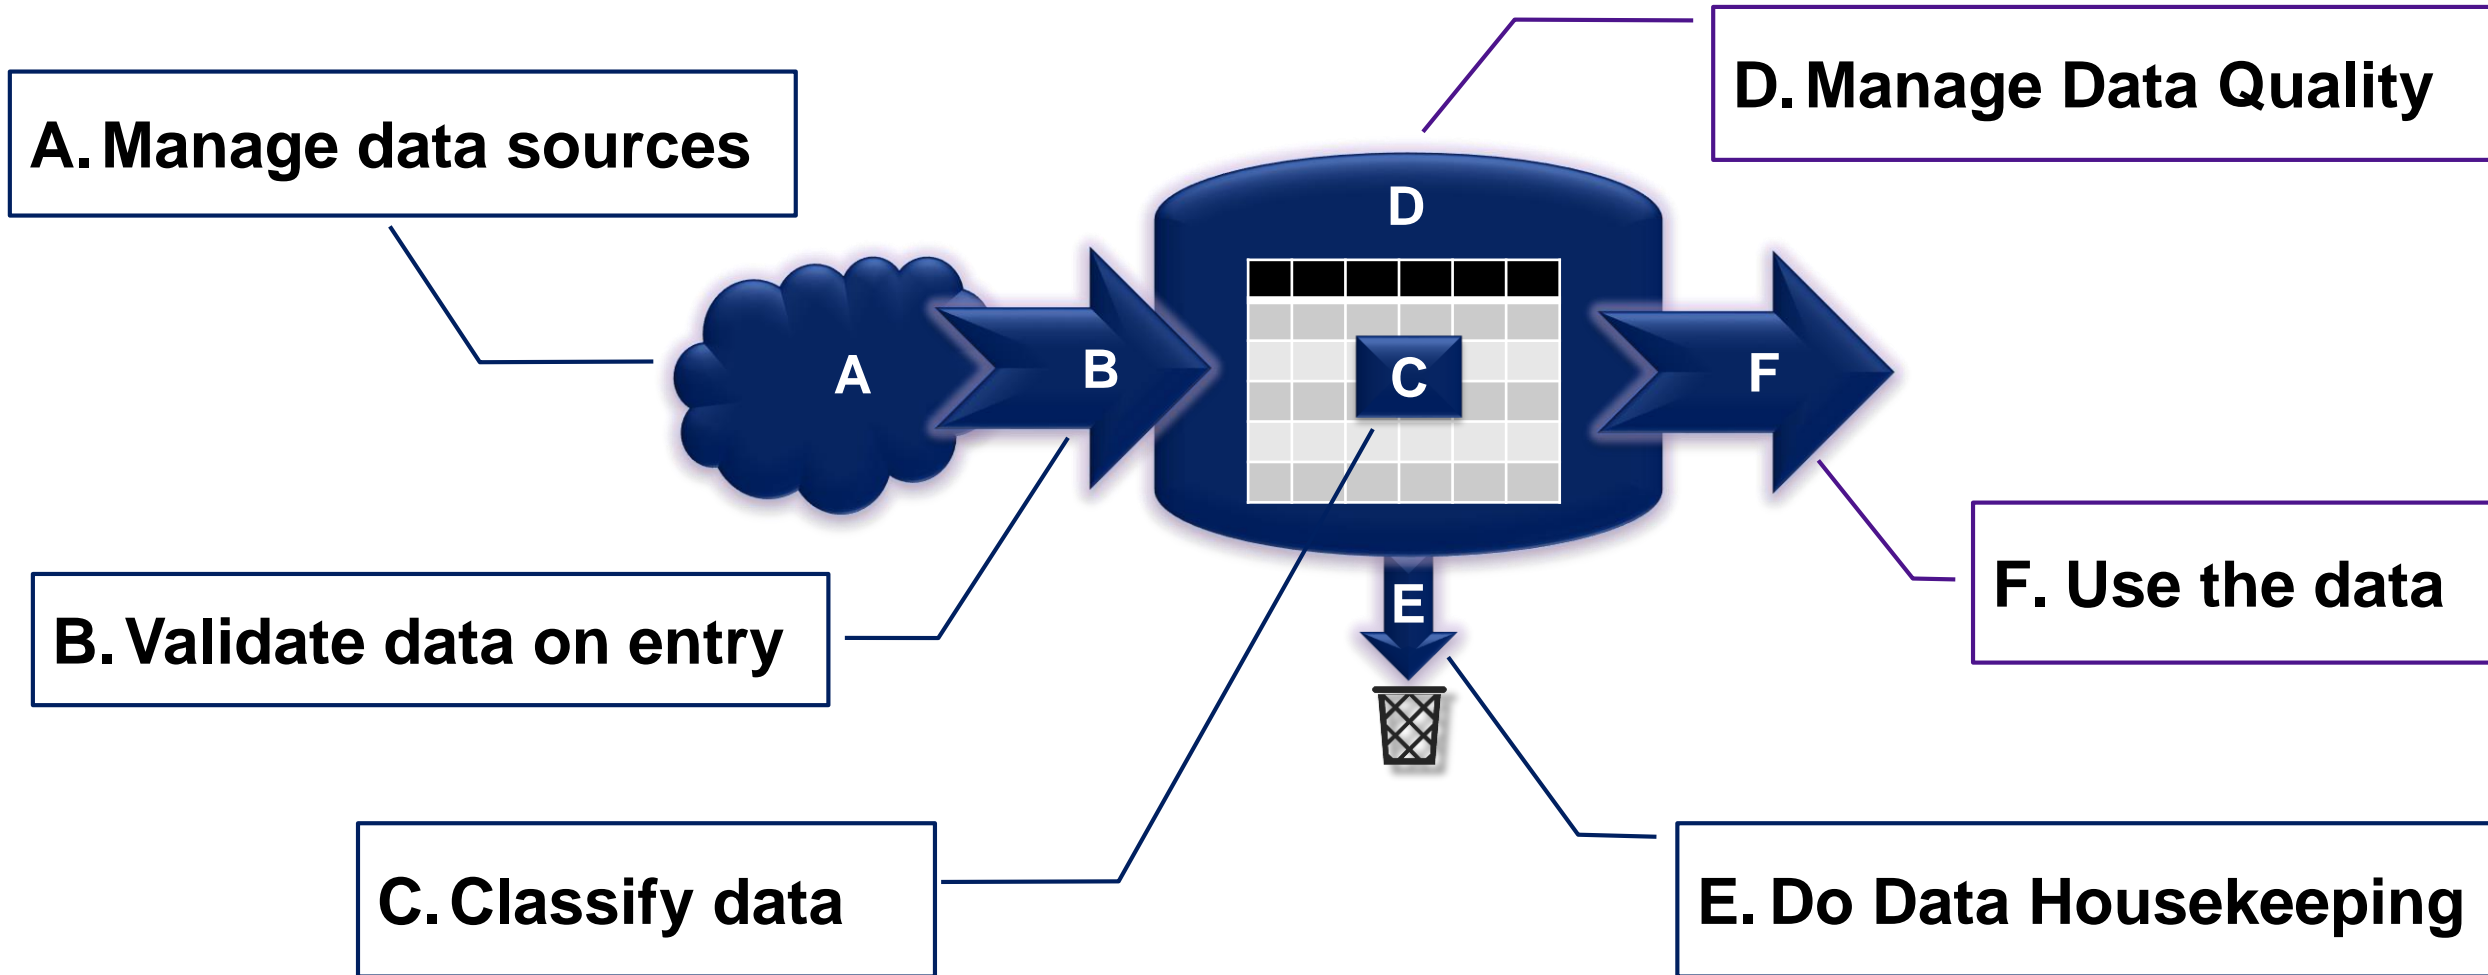 A. Manage data sources
D. Manage Data Quality
D
A
B
C
F
E
B. Validate data on entry
F. Use the data
C. Classify data
E. Do Data Housekeeping